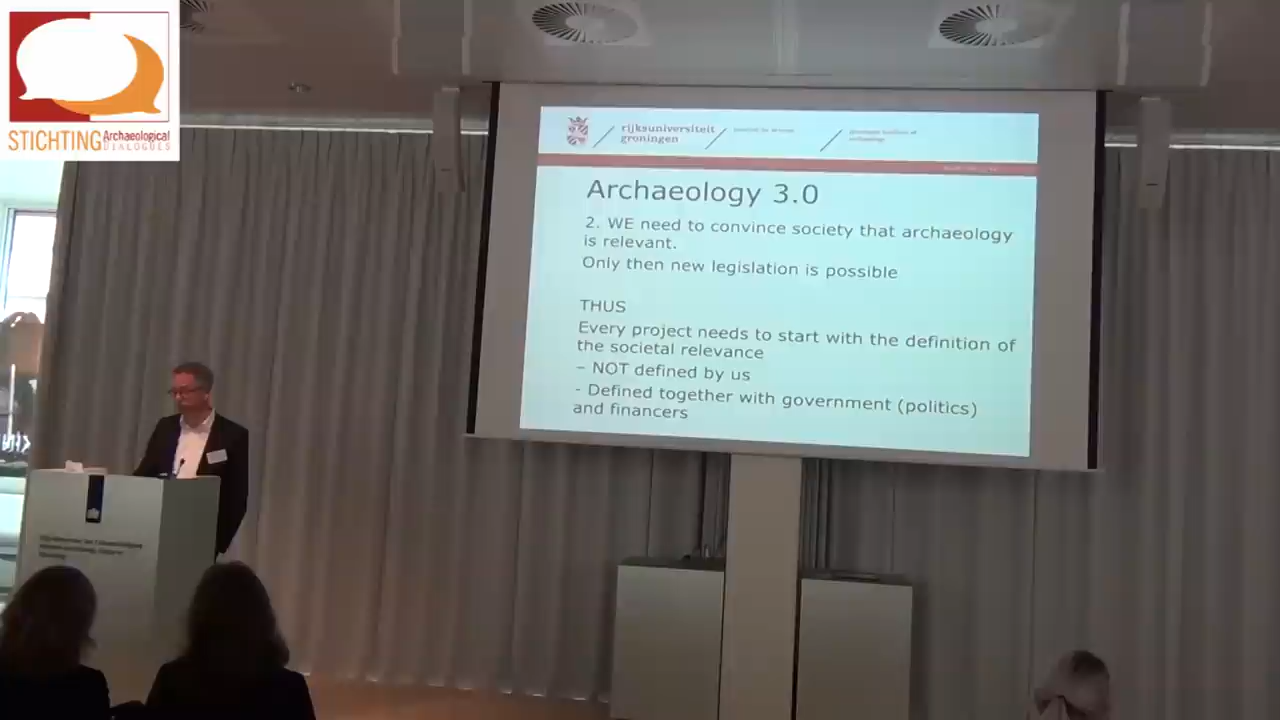 STICHTING Archaeological
DIALOGUES
rijksuniversiteit
groningen
Archaeology 3.0
2. WE need to convince society that archaeology
is relevant.
Only then new legislation is possible
THUS
Every project needs to start with the definition of
the societal relevance
– NOT defined by us
- Defined together with government (politics)
and financers